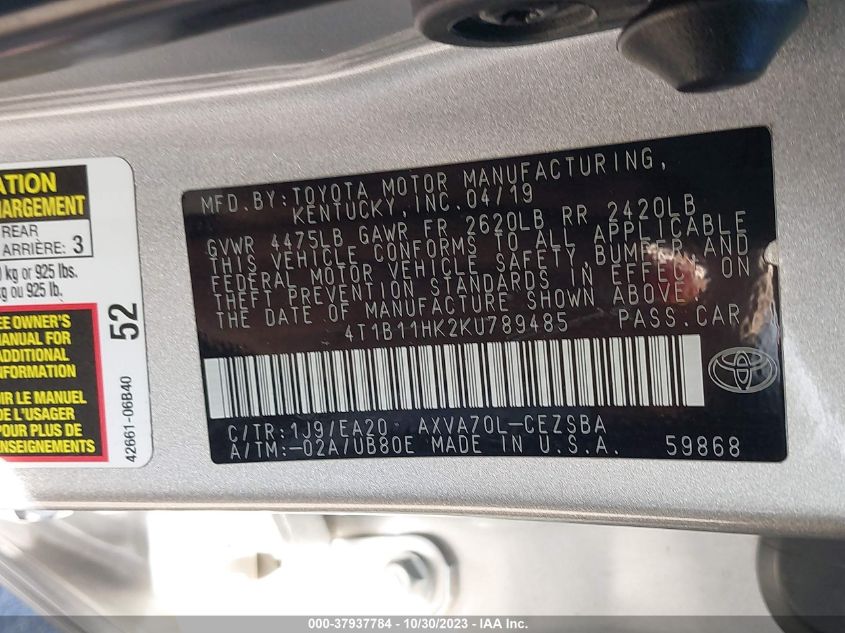 ATION
HARGEMENT
REAR
ARRIÈRE: 3
kg or 925 lbs.
kg ou 925 lb.
EE OWNER'S
MANUAL FOR
ADDITIONAL
INFORMATION
OIR LE MANUEL
DE L'USAGER
POUR PLUS DE
ENSEIGNEMENTS
52
42661-06B40
MFD.BY:TOYOTA MOTOR MANUFACTURING,
KENTUCKY,INC.04/19
GVWR 4475LB GAWR FR 2620LB RR 2420LB
THIS VEHICLE CONFORMS TO ALL APPLICABLE
FEDERAL MOTOR VEHICLE SAFETY,BUMPER,AND
THEFT PREVENTION STANDARDS IN EFFECT ON
THE DATE OF MANUFACTURE SHOWN ABOVE.
4T1B11HK2KU789485 PASS.CAR
C/TR:1J9/EA20 AXVA70L-CEZSBA
A/TM:-02A/UB80E MADE IN U.S.A. 59868
000-37937784 - 10/30/2023 - IAA Inc.